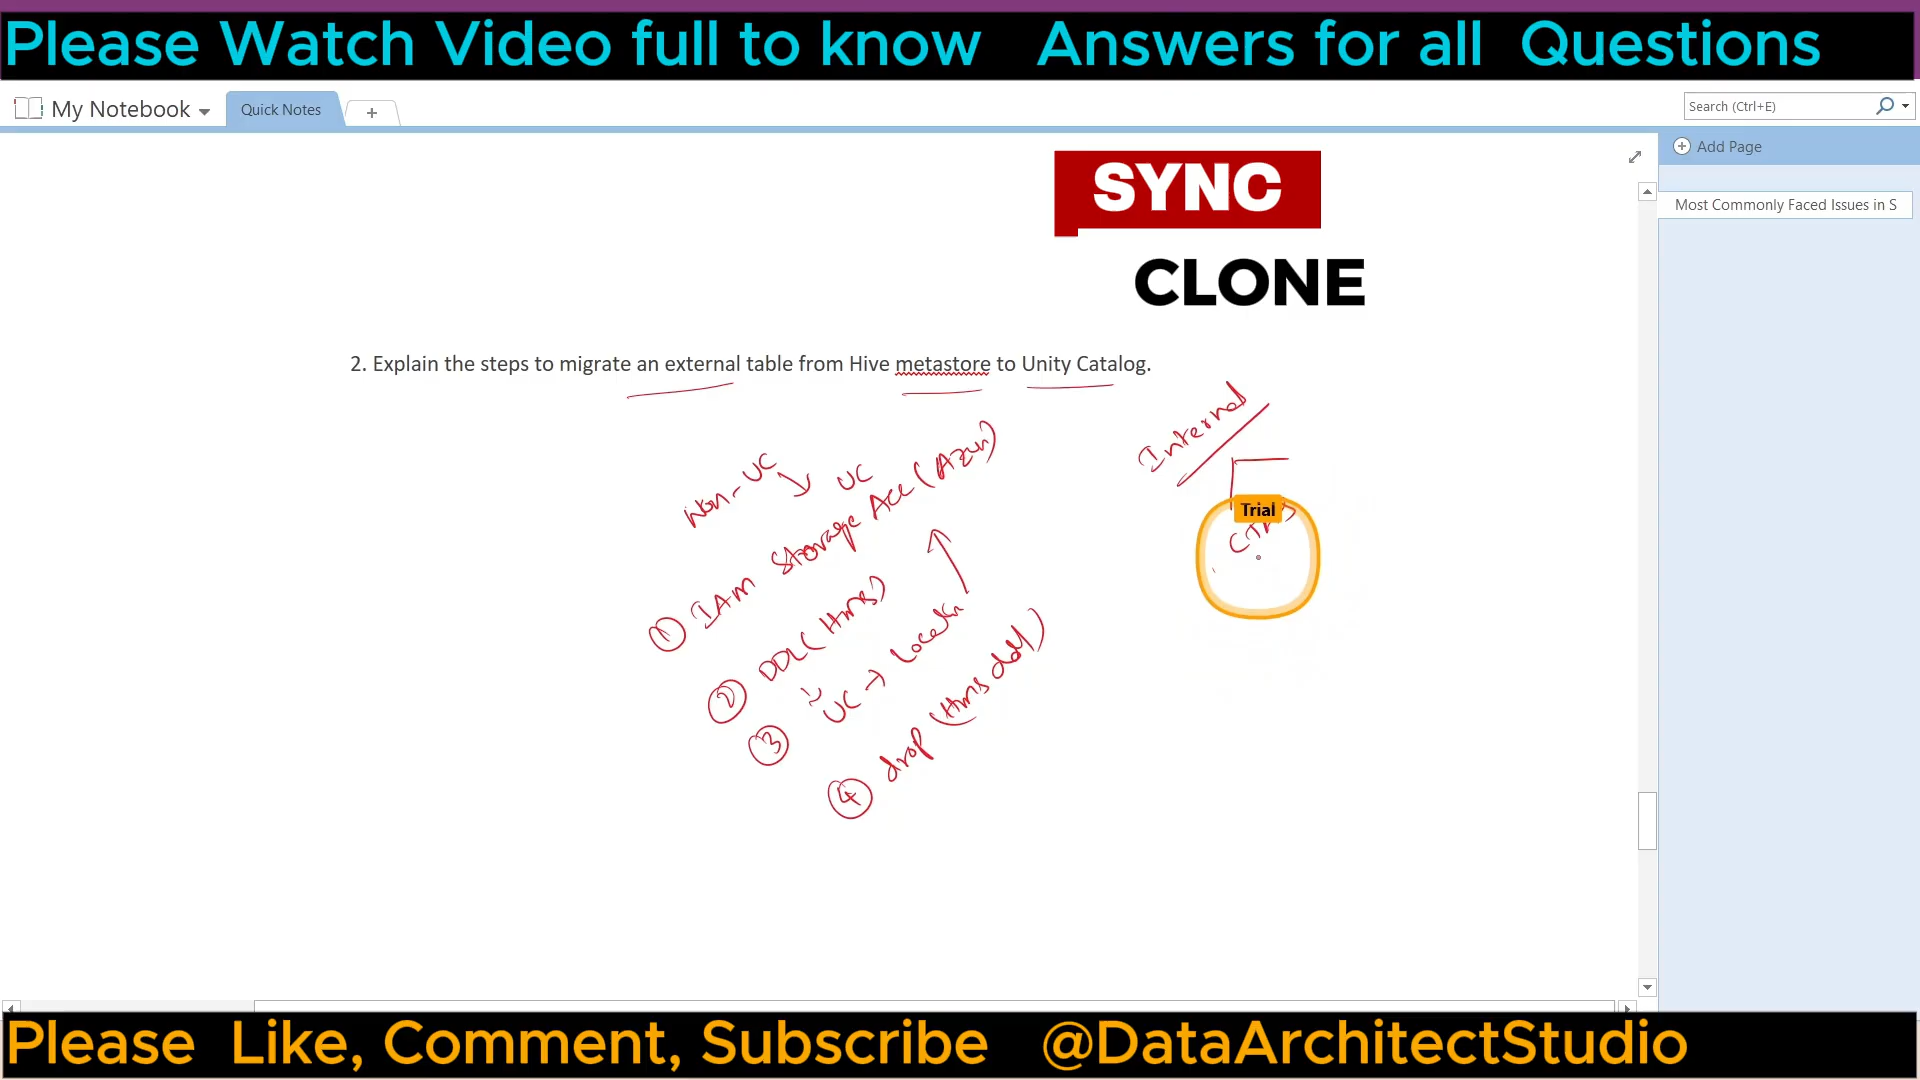 Please Watch Video full to know Answers for all Questions
My Notebook
Quick Notes
+
Search (Ctrl+E)
Add Page
Most Commonly Faced Issues in S
SYNC
CLONE
2. Explain the steps to migrate an external table from Hive metastore to Unity Catalog.
Internal
Non-UC
UC
① IAM Storage Acc (Azur)
Trial
② DDL (Hms)
③ UC → Locatn
④ drop (Hms ddl)
Please Like, Comment, Subscribe @DataArchitectStudio